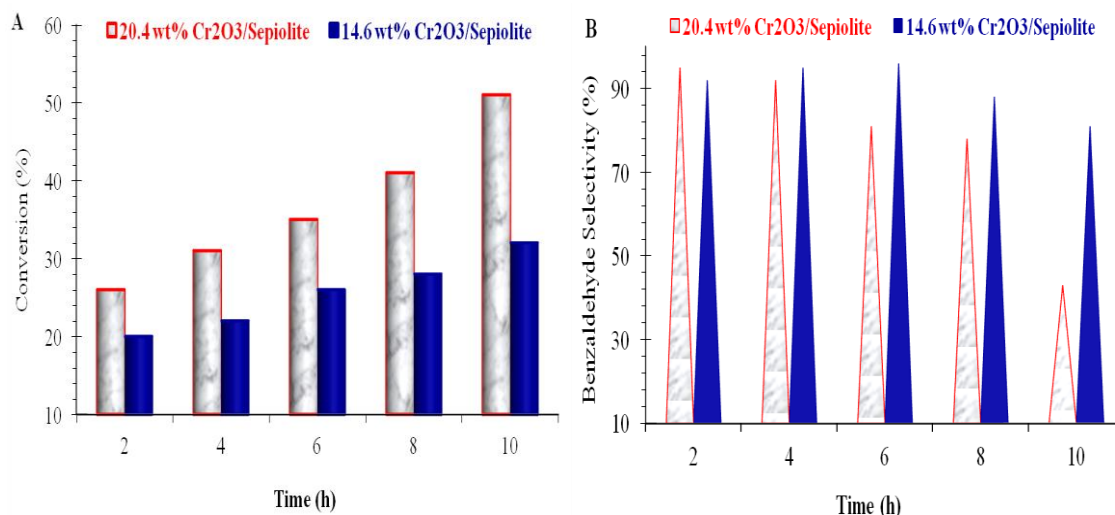 A
20.4 wt% Cr2O3/Sepiolite 14.6 wt% Cr2O3/Sepiolite
Conversion (%)
60
50
40
30
20
10
2 4 6 8 10
Time (h)
B
20.4 wt% Cr2O3/Sepiolite 14.6 wt% Cr2O3/Sepiolite
Benzaldehyde Selectivity (%)
90
70
50
30
10
2 4 6 8 10
Time (h)